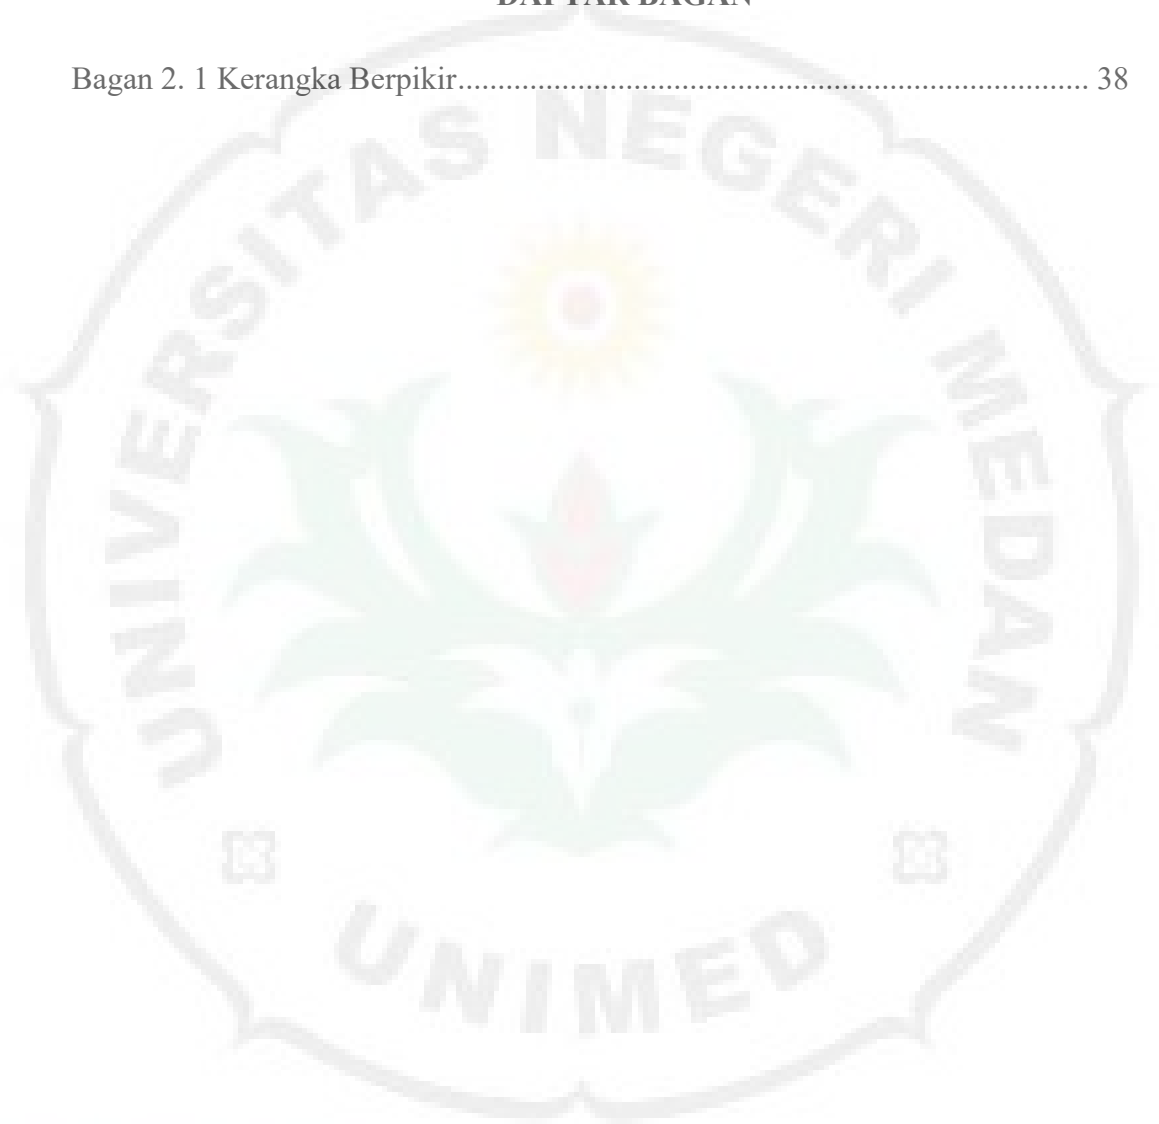 DAFTAR BAGAN
Bagan 2. 1 Kerangka Berpikir............................................................................... 38
UNIVERSITAS NEGERI MEDAN
UNIMED